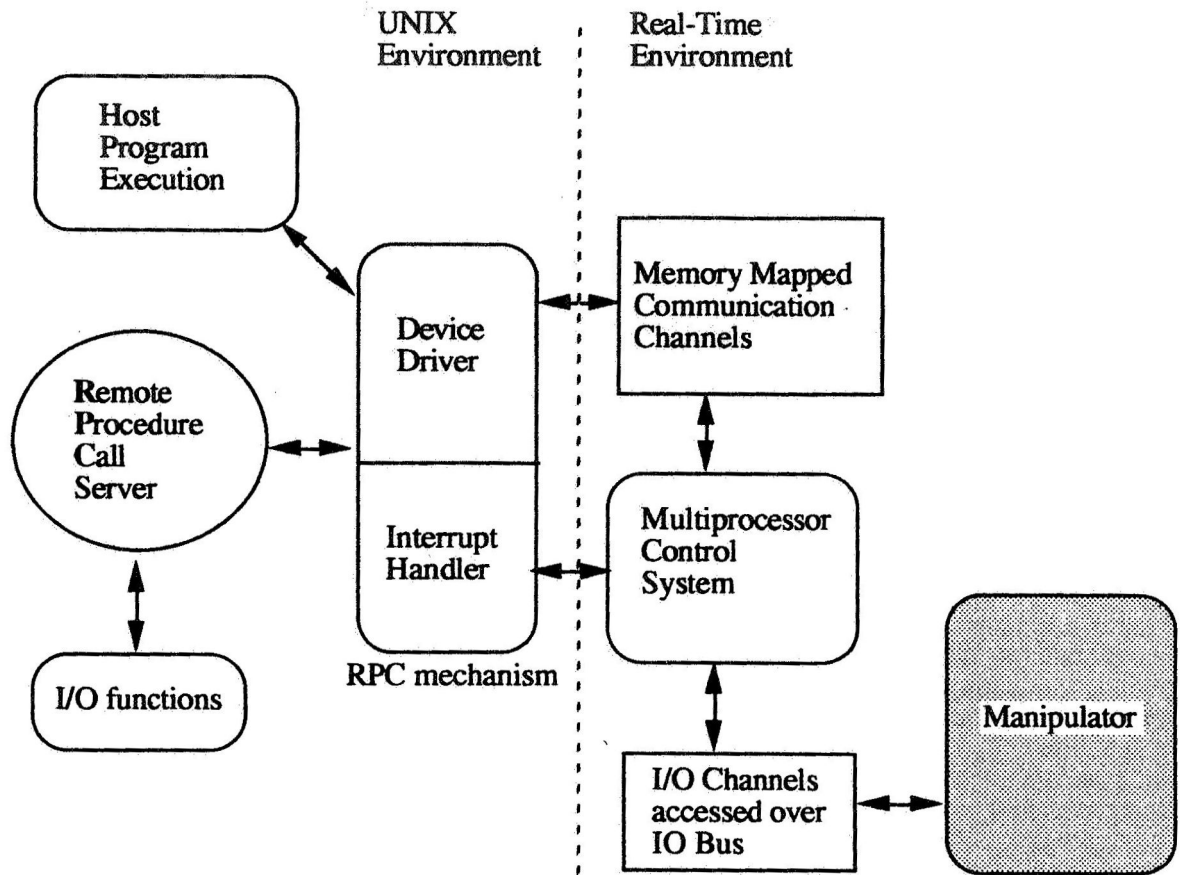 UNIX
Environment
Real-Time
Environment
Host
Program
Execution
Device
Driver
Memory Mapped
Communication
Channels
Remote
Procedure
Call
Server
Interrupt
Handler
Multiprocessor
Control
System
RPC mechanism
I/O functions
Manipulator
I/O Channels
accessed over
IO Bus